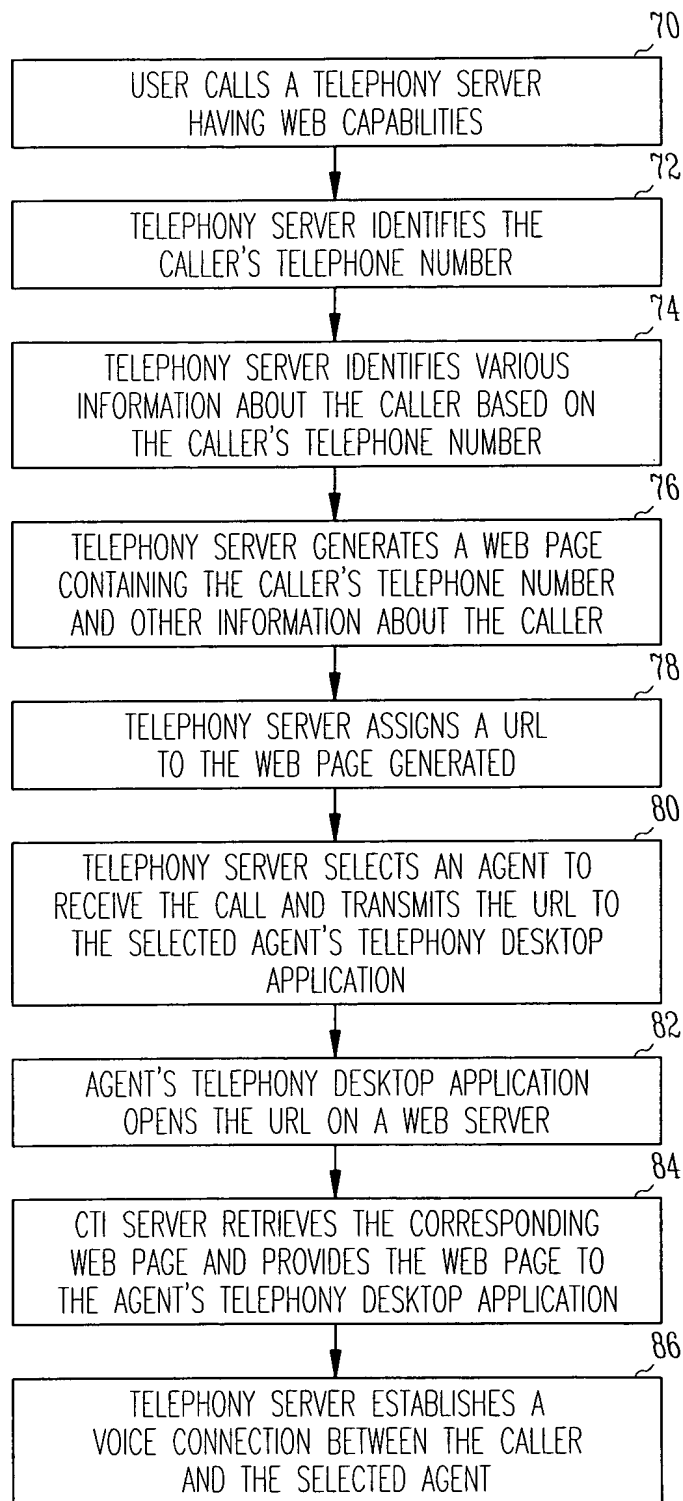 70
USER CALLS A TELEPHONY SERVER
HAVING WEB CAPABILITIES
72
TELEPHONY SERVER IDENTIFIES THE
CALLER'S TELEPHONE NUMBER
74
TELEPHONY SERVER IDENTIFIES VARIOUS
INFORMATION ABOUT THE CALLER BASED ON
THE CALLER'S TELEPHONE NUMBER
76
TELEPHONY SERVER GENERATES A WEB PAGE
CONTAINING THE CALLER'S TELEPHONE NUMBER
AND OTHER INFORMATION ABOUT THE CALLER
78
TELEPHONY SERVER ASSIGNS A URL
TO THE WEB PAGE GENERATED
80
TELEPHONY SERVER SELECTS AN AGENT TO
RECEIVE THE CALL AND TRANSMITS THE URL TO
THE SELECTED AGENT'S TELEPHONY DESKTOP
APPLICATION
82
AGENT'S TELEPHONY DESKTOP APPLICATION
OPENS THE URL ON A WEB SERVER
84
CTI SERVER RETRIEVES THE CORRESPONDING
WEB PAGE AND PROVIDES THE WEB PAGE TO
THE AGENT'S TELEPHONY DESKTOP APPLICATION
86
TELEPHONY SERVER ESTABLISHES A
VOICE CONNECTION BETWEEN THE CALLER
AND THE SELECTED AGENT